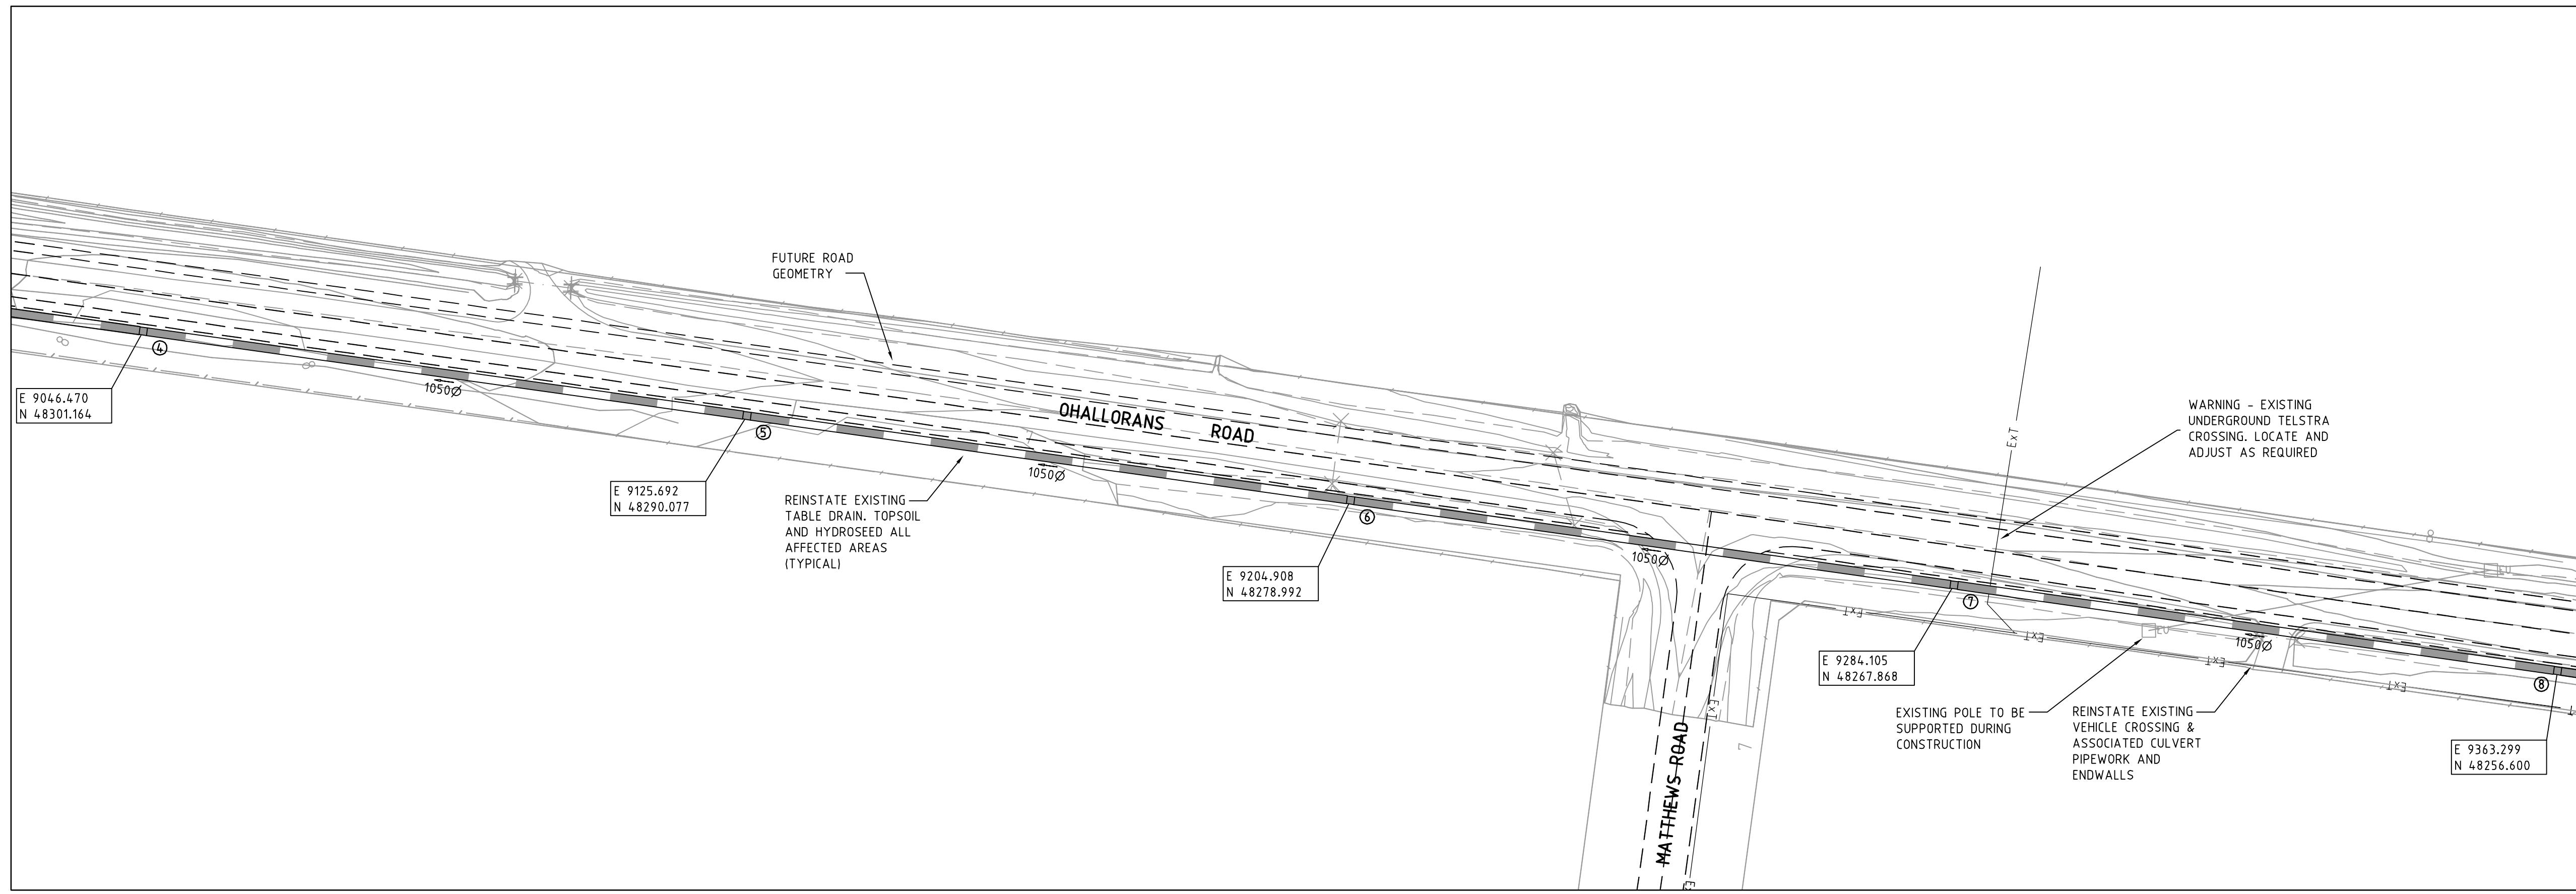 FUTURE ROAD
GEOMETRY
OHALLORANS ROAD
WARNING - EXISTING
UNDERGROUND TELSTRA
CROSSING. LOCATE AND
ADJUST AS REQUIRED
ExT
4
1050Ø
E 9046.470
N 48301.164
5
1050Ø
E 9125.692
N 48290.077
REINSTATE EXISTING
TABLE DRAIN. TOPSOIL
AND HYDROSEED ALL
AFFECTED AREAS
(TYPICAL)
6
1050Ø
E 9204.908
N 48278.992
7
1050Ø
E 9284.105
N 48267.868
ExT
ExT
ExT
ExT
EU
EU
8
EXISTING POLE TO BE
SUPPORTED DURING
CONSTRUCTION
REINSTATE EXISTING
VEHICLE CROSSING &
ASSOCIATED CULVERT
PIPEWORK AND
ENDWALLS
E 9363.299
N 48256.600
MATTHEWS ROAD
ExT
7